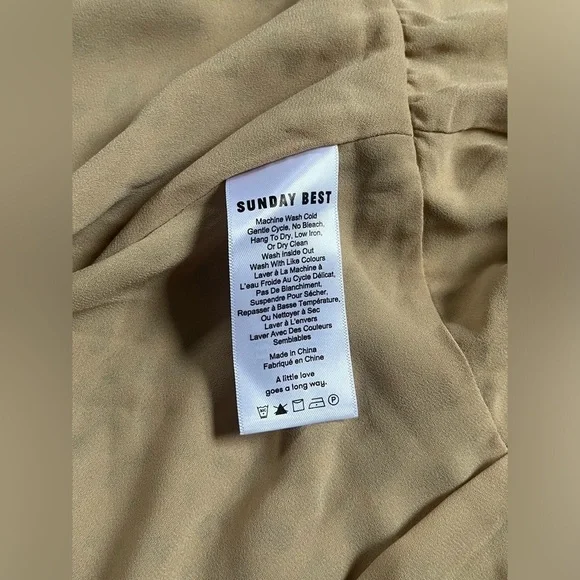 SUNDAY BEST
Machine Wash Cold
Gentle Cycle, No Bleach,
Hang To Dry, Low Iron,
Or Dry Clean
Wash Inside Out
Wash With Like Colours
Laver à La Machine à
L'eau Froide Au Cycle Délicat,
Pas De Blanchiment,
Suspendre Pour Sécher,
Repasser à Basse Température,
Ou Nettoyer à Sec
Laver à L'envers
Laver Avec Des Couleurs
Semblables
Made in China
Fabriqué en Chine
A little love
goes a long way.
P